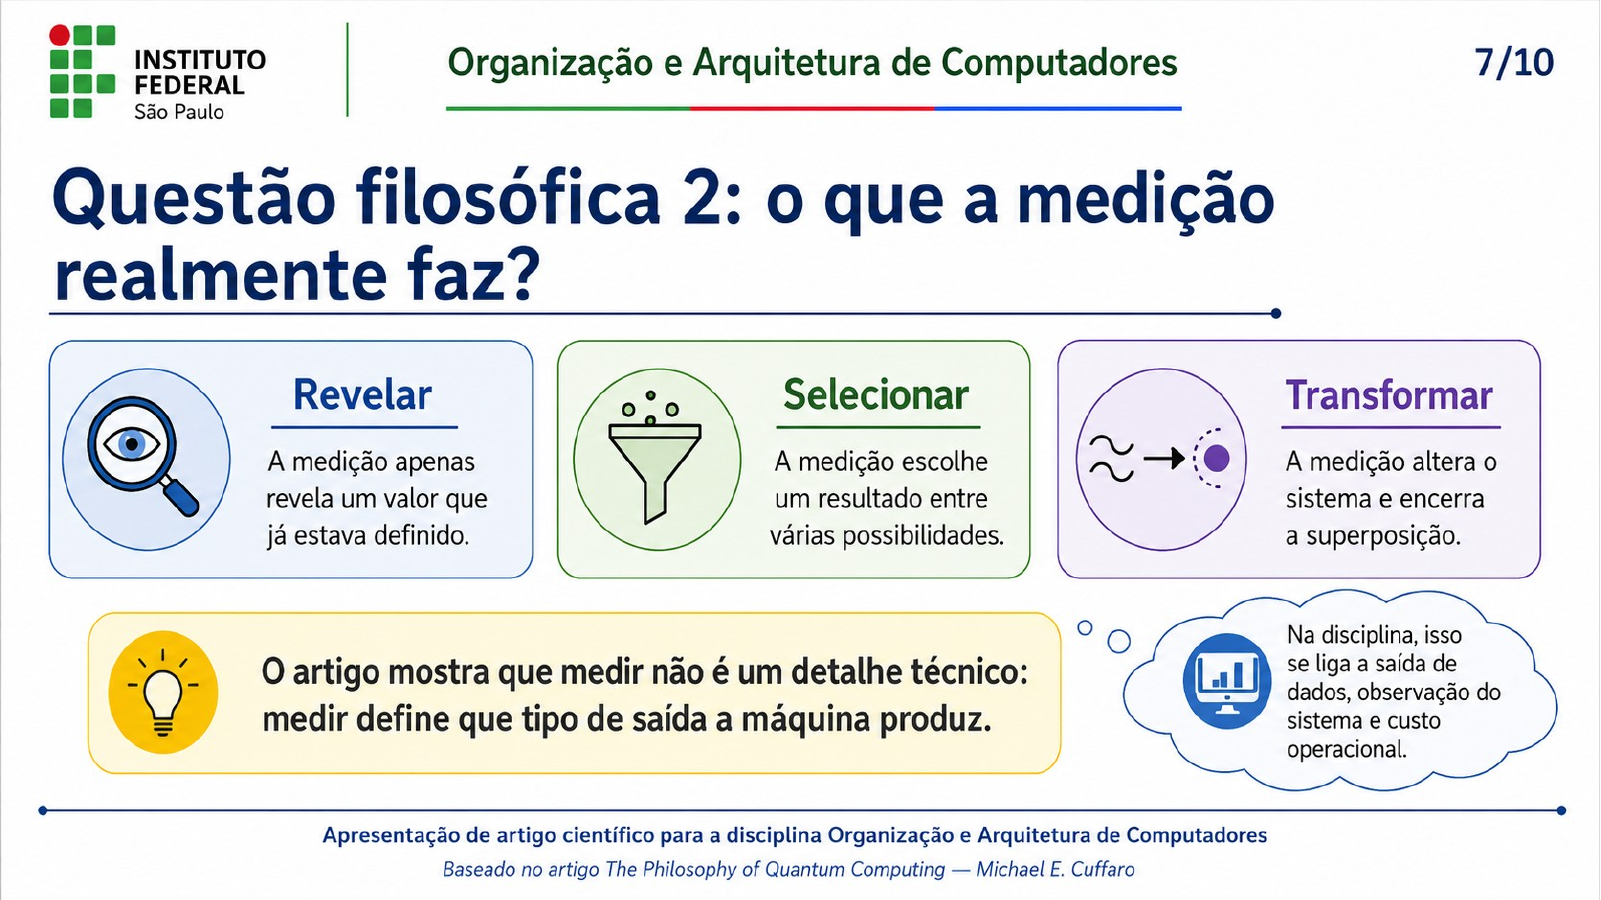 INSTITUTO
FEDERAL
São Paulo
Organização e Arquitetura de Computadores
7/10
Questão filosófica 2: o que a medição
realmente faz?
Revelar
A medição apenas
revela um valor que
já estava definido.
Selecionar
A medição escolhe
um resultado entre
várias possibilidades.
Transformar
A medição altera o
sistema e encerra
a superposição.
O artigo mostra que medir não é um detalhe técnico:
medir define que tipo de saída a máquina produz.
Na disciplina, isso
se liga a saída de
dados, observação do
sistema e custo
operacional.
Apresentação de artigo científico para a disciplina Organização e Arquitetura de Computadores
Baseado no artigo The Philosophy of Quantum Computing — Michael E. Cuffaro